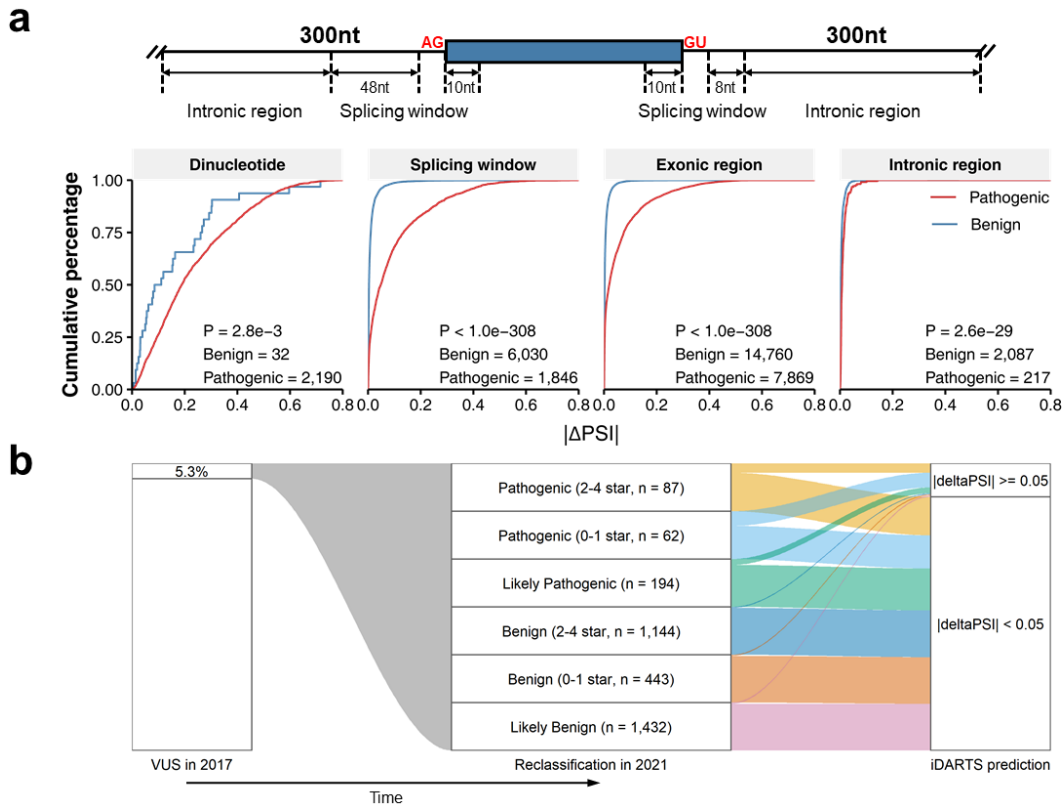 a
300nt
AG
GU
300nt
48nt
10nt
10nt
8nt
Intronic region
Splicing window
Splicing window
Intronic region
Dinucleotide
Splicing window
Exonic region
Intronic region
Cumulative percentage
1.00
0.75
0.50
0.25
0.00
P = 2.8e−3
Benign = 32
Pathogenic = 2,190
P < 1.0e−308
Benign = 6,030
Pathogenic = 1,846
P < 1.0e−308
Benign = 14,760
Pathogenic = 7,869
Pathogenic
Benign
P = 2.6e−29
Benign = 2,087
Pathogenic = 217
0.0 0.2 0.4 0.6 0.8
0.0 0.2 0.4 0.6 0.8
0.0 0.2 0.4 0.6 0.8
0.0 0.2 0.4 0.6 0.8
|ΔPSI|
b
5.3%
Pathogenic (2-4 star, n = 87)
Pathogenic (0-1 star, n = 62)
Likely Pathogenic (n = 194)
Benign (2-4 star, n = 1,144)
Benign (0-1 star, n = 443)
Likely Benign (n = 1,432)
|deltaPSI| >= 0.05
|deltaPSI| < 0.05
VUS in 2017
Reclassification in 2021
iDARTS prediction
Time